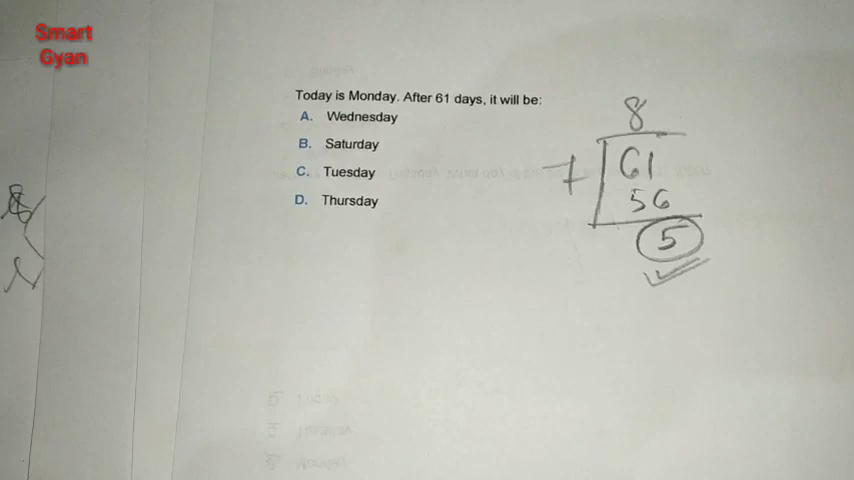 Smart
Gyan
Today is Monday. After 61 days, it will be:
A. Wednesday
B. Saturday
C. Tuesday
D. Thursday
8
7 61
56
5